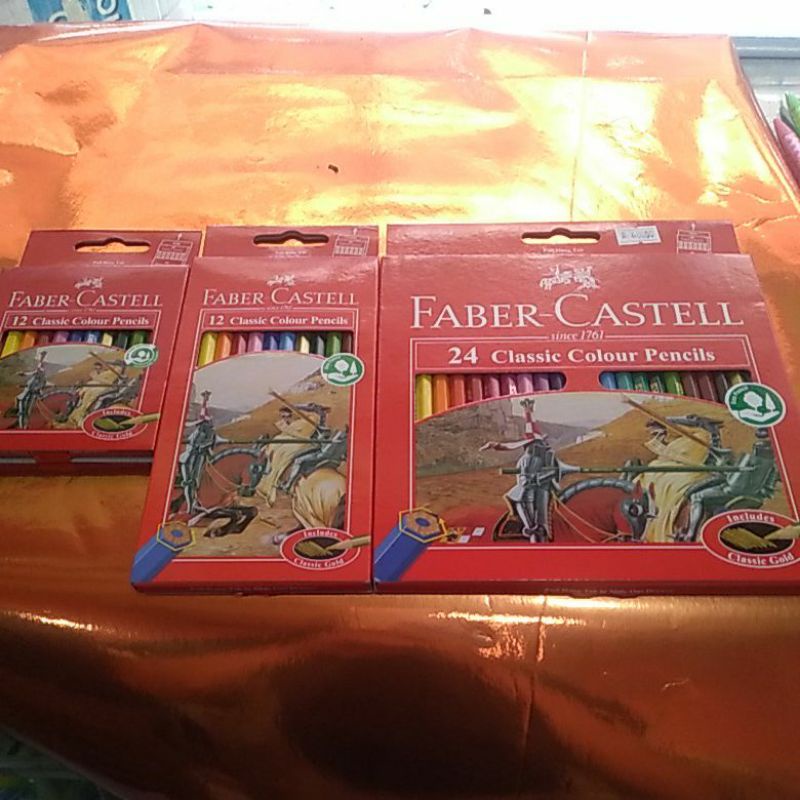 FABER-CASTELL
12 Classic Colour Pencils
Includes
Classic Gold
FABER CASTELL
12 Classic Colour Pencils
Includes
Classic Gold
FABER-CASTELL
since 1761
24 Classic Colour Pencils
Includes
Classic Gold